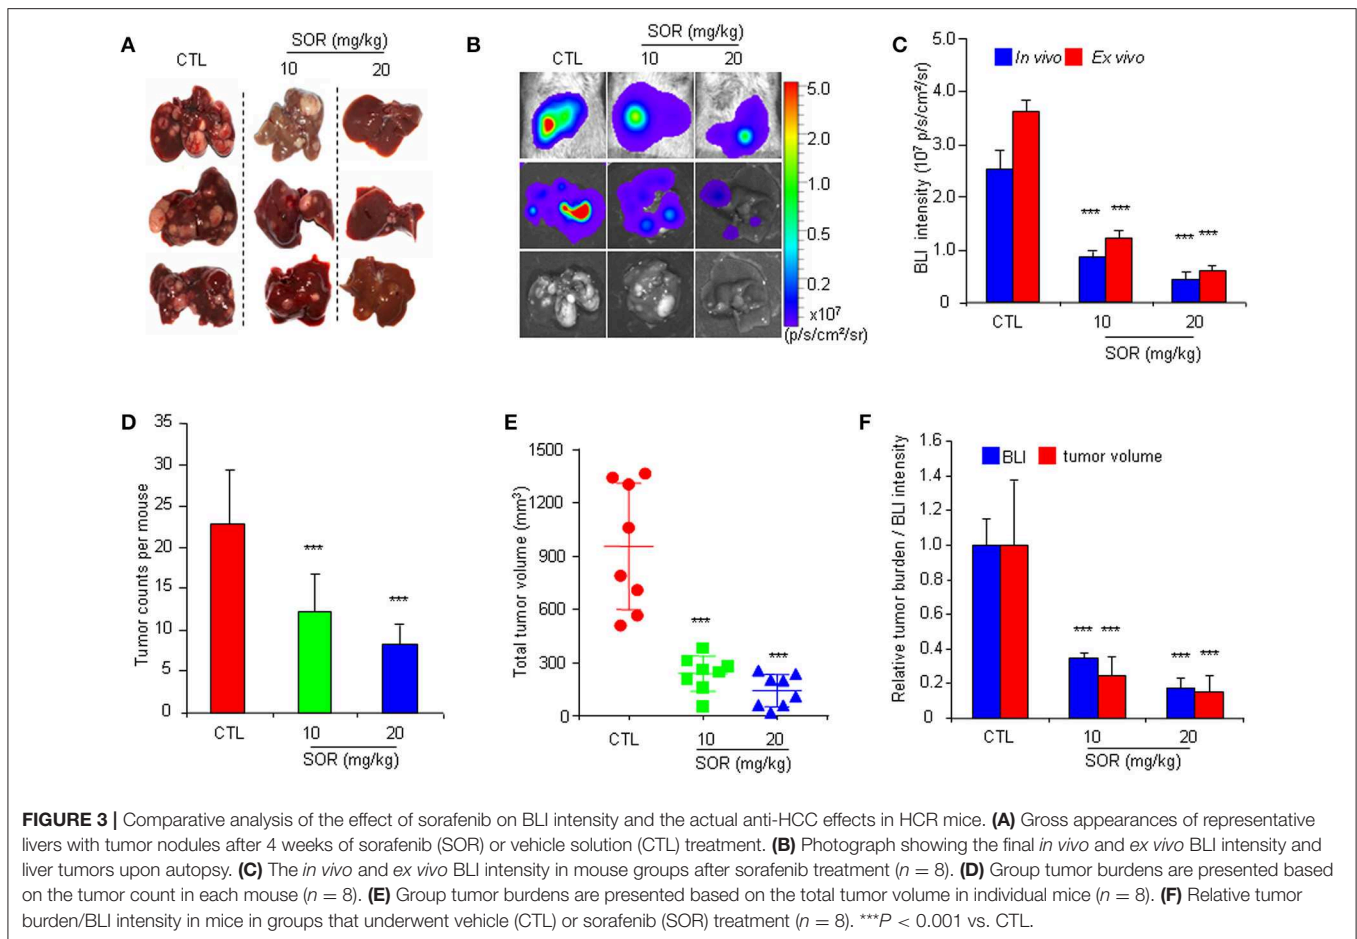 A
SOR (mg/kg)
CTL
10
20
B
SOR (mg/kg)
CTL
10
20
5.0
2.0
1.0
0.5
0.2
x10⁷
(p/s/cm²/sr)
C
BLI intensity (10⁷ p/s/cm²/sr)
5.0
4.0
3.0
2.0
1.0
0
In vivo Ex vivo
*** ***
*** ***
CTL
10
20
SOR (mg/kg)
D
Tumor counts per mouse
35
30
25
20
15
10
5
0
***
***
CTL
10
20
SOR (mg/kg)
E
Total tumor volume (mm³)
1500
1200
900
600
300
0
***
***
CTL
10
20
SOR (mg/kg)
F
Relative tumor burden / BLI intensity
1.6
1.4
1.2
1.0
0.8
0.6
0.4
0.2
0
BLI tumor volume
*** ***
*** ***
CTL
10
20
SOR (mg/kg)
FIGURE 3 | Comparative analysis of the effect of sorafenib on BLI intensity and the actual anti-HCC effects in HCR mice. (A) Gross appearances of representative
livers with tumor nodules after 4 weeks of sorafenib (SOR) or vehicle solution (CTL) treatment. (B) Photograph showing the final in vivo and ex vivo BLI intensity and
liver tumors upon autopsy. (C) The in vivo and ex vivo BLI intensity in mouse groups after sorafenib treatment (n = 8). (D) Group tumor burdens are presented based
on the tumor count in each mouse (n = 8). (E) Group tumor burdens are presented based on the total tumor volume in individual mice (n = 8). (F) Relative tumor
burden/BLI intensity in mice in groups that underwent vehicle (CTL) or sorafenib (SOR) treatment (n = 8). ***P < 0.001 vs. CTL.